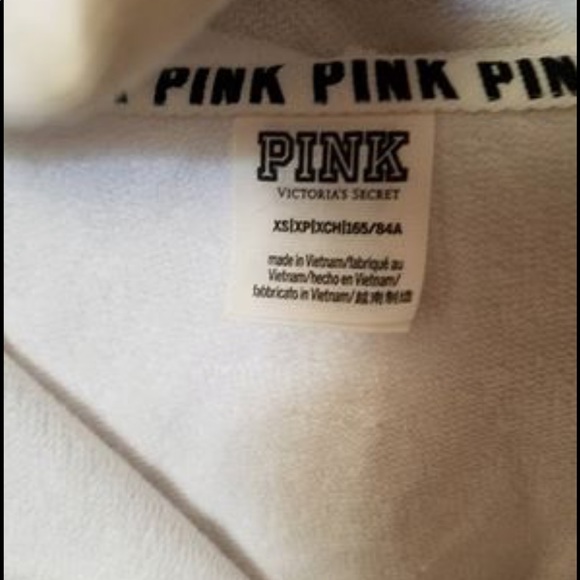 PINK PINK PIN
PINK
VICTORIA'S SECRET
XS|XP|XCH|165/84A
made in Vietnam/fabriqué au
Vietnam/hecho en Vietnam/
fabbricato in Vietnam/越南制造